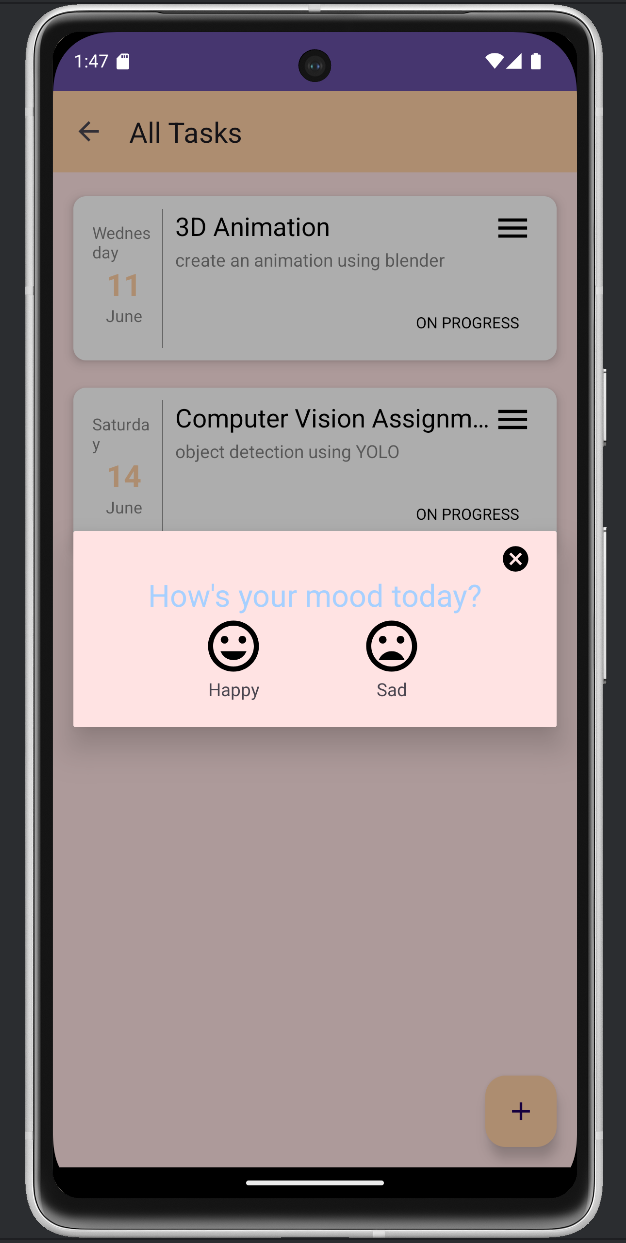 1:47
All Tasks
Wednes
day
11
June
3D Animation
create an animation using blender
ON PROGRESS
Saturda
y
14
June
Computer Vision Assignm...
object detection using YOLO
ON PROGRESS
How's your mood today?
Happy
Sad